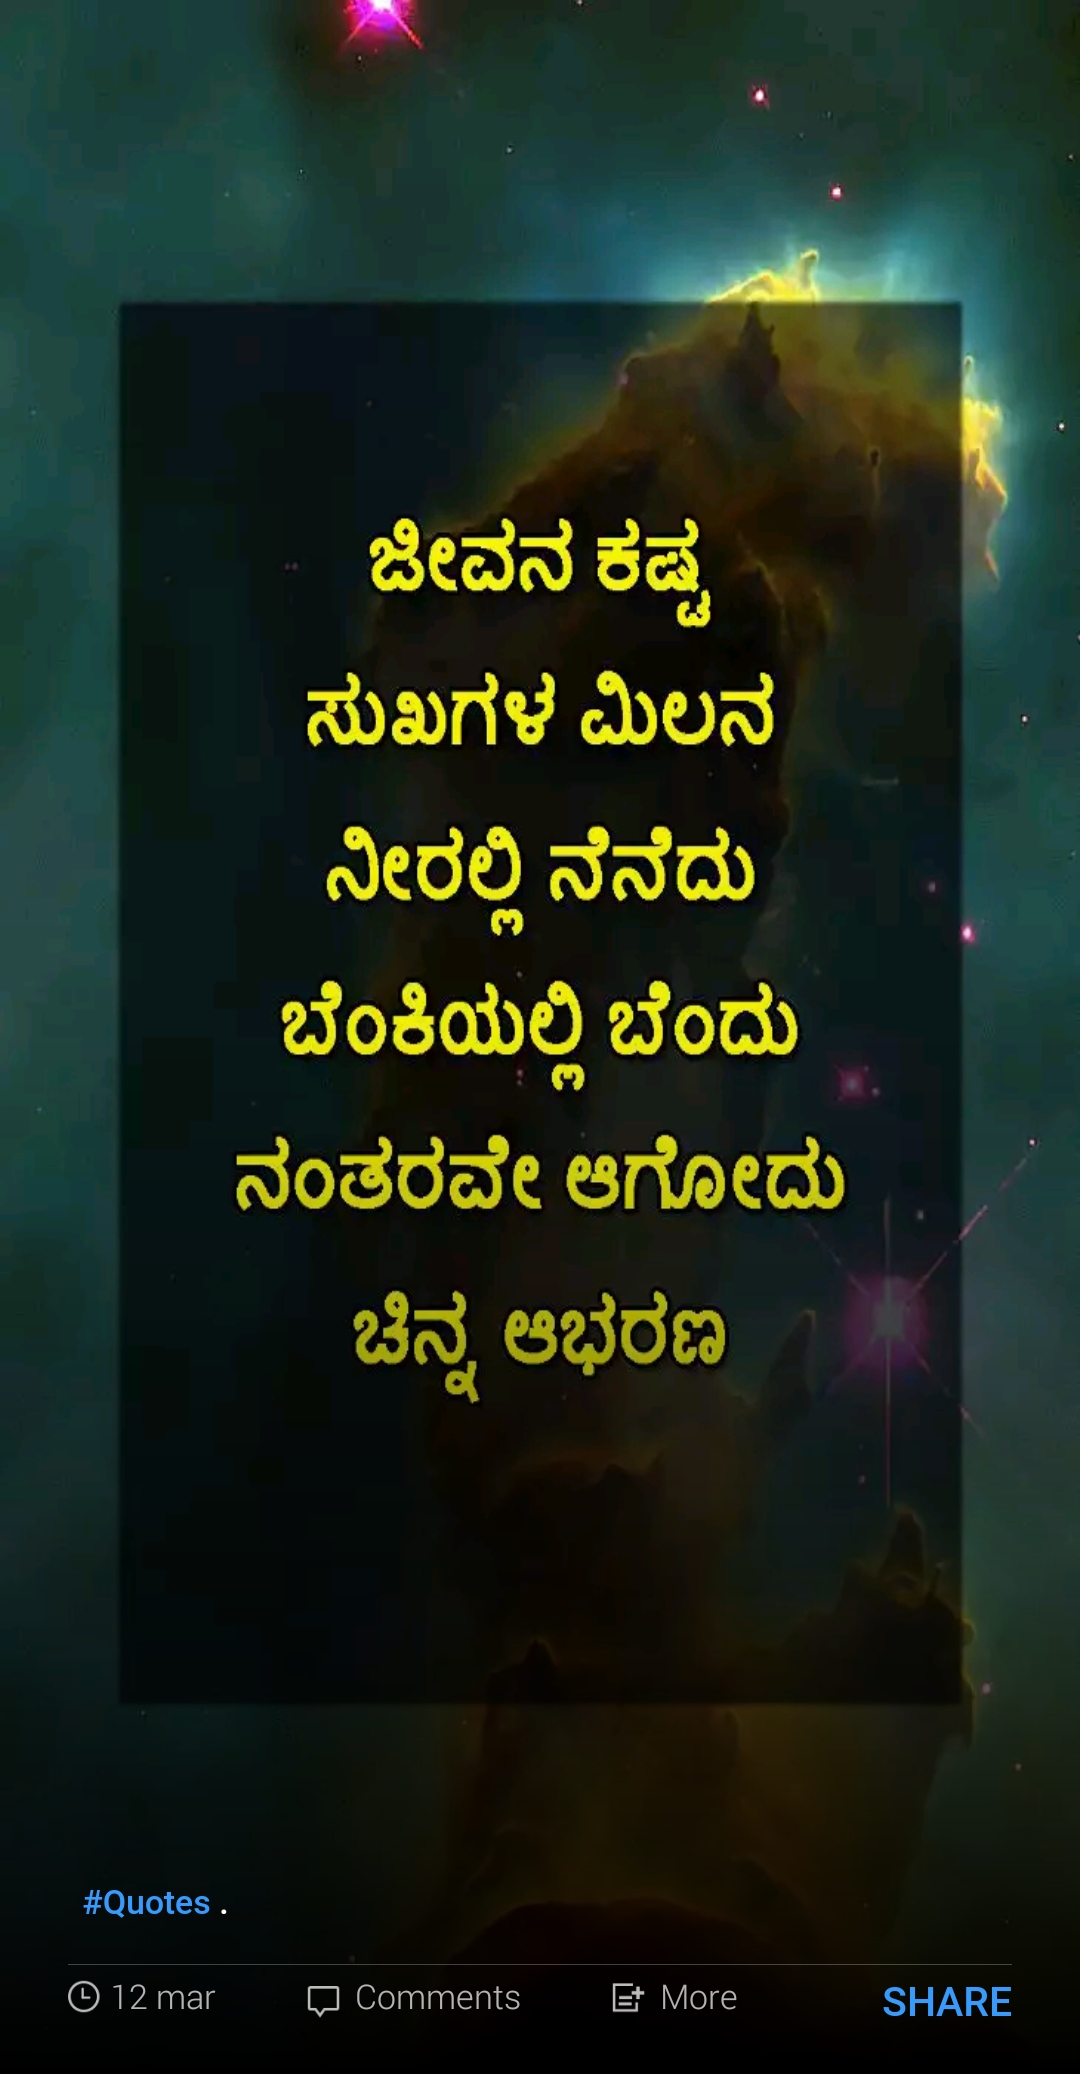 ಜೀವನ ಕಷ್ಟ
ಸುಖಗಳ ಮಿಲನ
ನೀರಲ್ಲಿ ನೆನೆದು
ಬೆಂಕಿಯಲ್ಲಿ ಬೆಂದು
ನಂತರವೇ ಆಗೋದು
ಚಿನ್ನ ಆಭರಣ
#Quotes .
12 mar Comments More SHARE